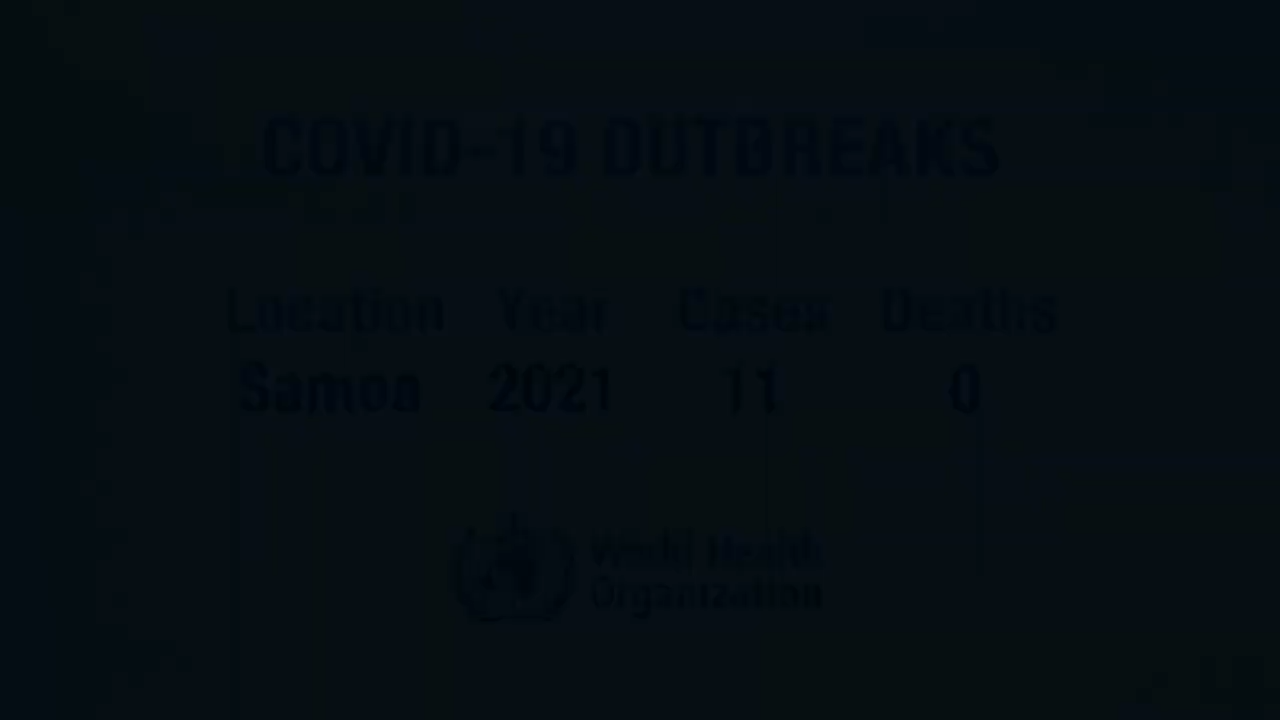 COVID-19 OUTBREAKS
Location Year Cases Deaths
Samoa 2021 11 0
World Health
Organization